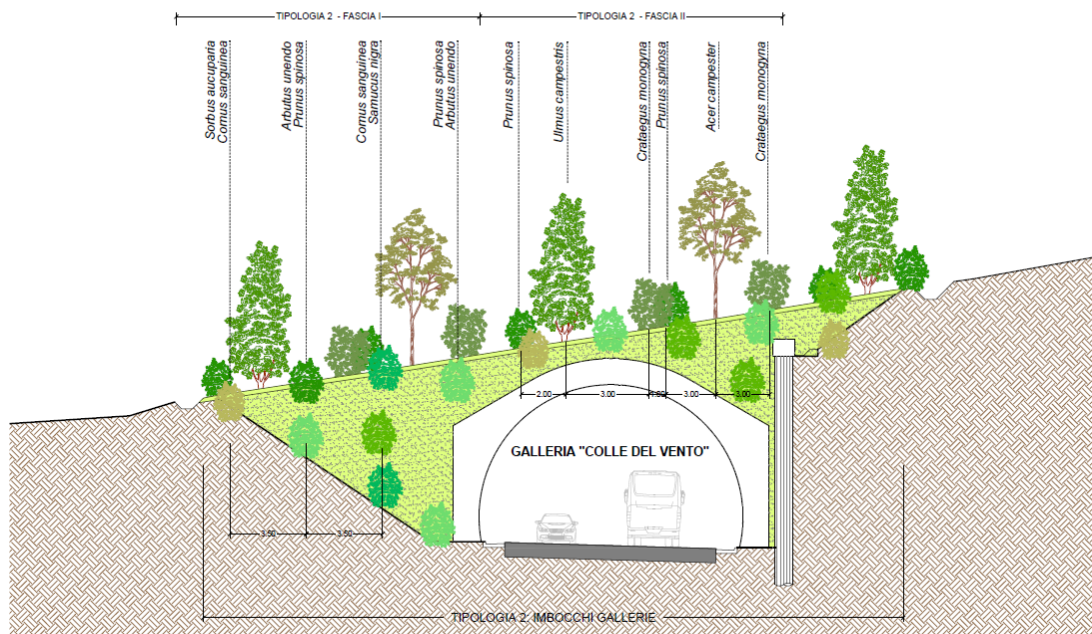 TIPOLOGIA 2 - FASCIA I
TIPOLOGIA 2 - FASCIA II
Sorbus aucuparia
Cornus sanguinea
Arbutus unendo
Prunus spinosa
Cornus sanguinea
Samucus nigra
Prunus spinosa
Arbutus unendo
Prunus spinosa
Ulmus campestris
Crataegus monogyna
Prunus spinosa
Acer campester
Crataegus monogyna
2.00
3.00
1.00
3.00
3.00
GALLERIA "COLLE DEL VENTO"
3.50
3.50
TIPOLOGIA 2: IMBOCCHI GALLERIE